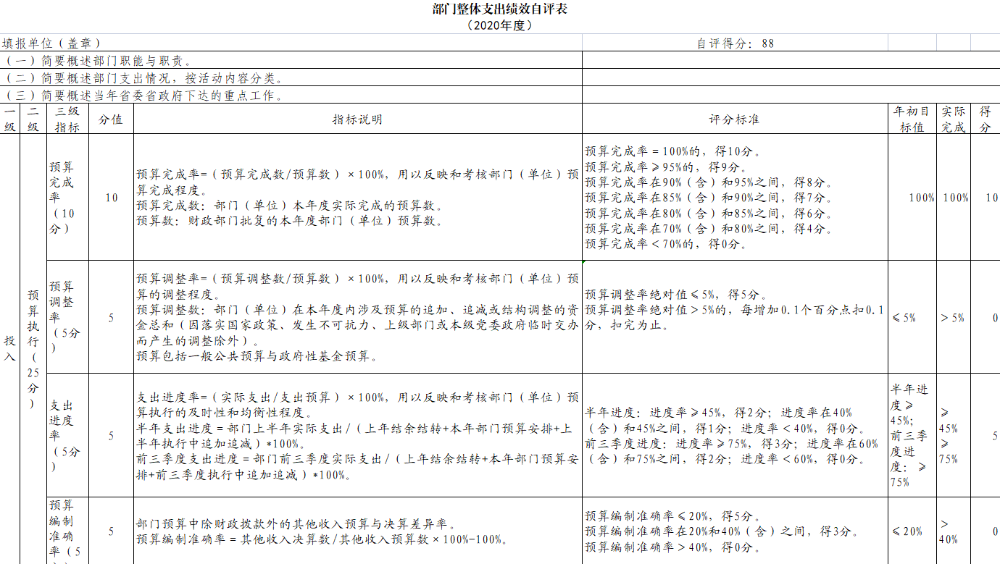 部门整体支出绩效自评表
（2020年度）
填报单位（盖章）
自评得分：88
（一）简要概述部门职能与职责。
（二）简要概述部门支出情况，按活动内容分类。
（三）简要概述当年省委省政府下达的重点工作。
一级
二级
三级指标
分值
指标说明
评分标准
年初目标值
实际完成
得分
投入
预算执行（25分）
预算
完成
率
（10
分）
10
预算完成率=（预算完成数/预算数）×100%，用以反映和考核部门（单位）预
算完成程度。
预算完成数：部门（单位）本年度实际完成的预算数。
预算数：财政部门批复的本年度部门（单位）预算数。
预算完成率＝100%的，得10分。
预算完成率≥95%的，得9分。
预算完成率在90%（含）和95%之间，得8分。
预算完成率在85%（含）和90%之间，得7分。
预算完成率在80%（含）和85%之间，得6分。
预算完成率在70%（含）和80%之间，得4分。
预算完成率＜70%的，得0分。
100%
100%
10
预算
调整
率
（5分
）
5
预算调整率=（预算调整数/预算数）×100%，用以反映和考核部门（单位）预
算的调整程度。
预算调整数：部门（单位）在本年度内涉及预算的追加、追减或结构调整的资
金总和（因落实国家政策、发生不可抗力、上级部门或本级党委政府临时交办
而产生的调整除外）。
预算包括一般公共预算与政府性基金预算。
预算调整率绝对值≤5%，得5分。
预算调整率绝对值＞5%的，每增加0.1个百分点扣0.1
分，扣完为止。
≤5%
＞5%
0
支出
进度
率
（5分
）
5
支出进度率=（实际支出/支出预算）×100%，用以反映和考核部门（单位）预
算执行的及时性和均衡性程度。
半年支出进度＝部门上半年实际支出/（上年结余结转+本年部门预算安排+上
半年执行中追加追减）*100%。
前三季度支出进度＝部门前三季度实际支出/（上年结余结转+本年部门预算安
排+前三季度执行中追加追减）*100%。
半年进度：进度率≥45%，得2分；进度率在40%
（含）和45%之间，得1分；进度率＜40%，得0分。
前三季度进度：进度率≥75%，得3分；进度率在60%
（含）和75%之间，得2分；进度率＜60%，得0分。
半年进
度≥
45%；
前三季
度进
度：≥
75%
≥
45%
≥
75%
5
预算
编制
准确
率（5
5
部门预算中除财政拨款外的其他收入预算与决算差异率。
预算编制准确率＝其他收入决算数/其他收入预算数×100%-100%。
预算编制准确率≤20%，得5分。
预算编制准确率在20%和40%（含）之间，得3分。
预算编制准确率＞40%，得0分。
≤20%
＞
40%
0